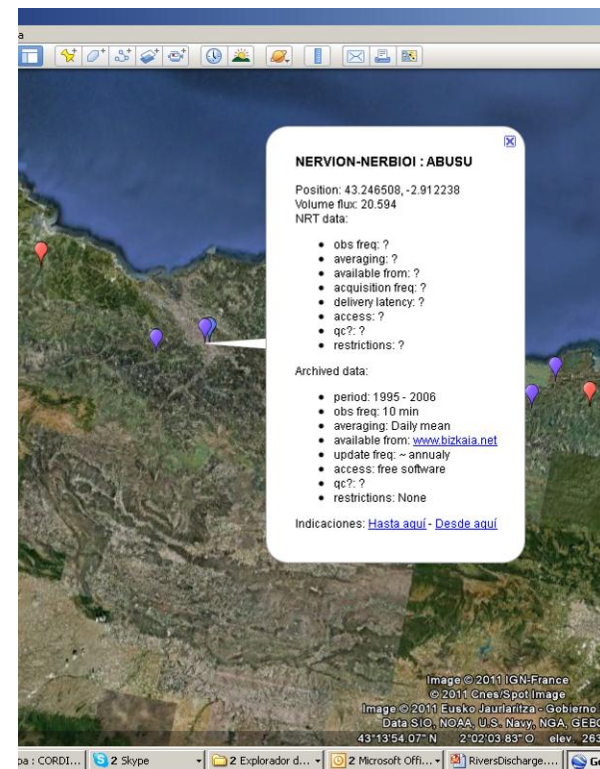 a
NERVION-NERBIOI : ABUSU
Position: 43.246508, -2.912238
Volume flux: 20.594
NRT data:
• obs freq: ?
• averaging: ?
• available from: ?
• acquisition freq: ?
• delivery latency: ?
• access: ?
• qc?: ?
• restrictions: ?
Archived data:
• period: 1995 - 2006
• obs freq: 10 min
• averaging: Daily mean
• available from: www.bizkaia.net
• update freq: ~ annualy
• access: free software
• qc?: ?
• restrictions: None
Indicaciones: Hasta aquí - Desde aquí
Image © 2011 IGN-France
© 2011 Cnes/Spot Image
Image © 2011 Eusko Jaurlaritza - Gobierno
Data SIO, NOAA, U.S. Navy, NGA, GEBC
43°13'54.07" N 2°02'03.83" O elev. 263
pa : CORDI... 2 Skype 2 Explorador d... 2 Microsoft Offi... RiversDischarge.... Go